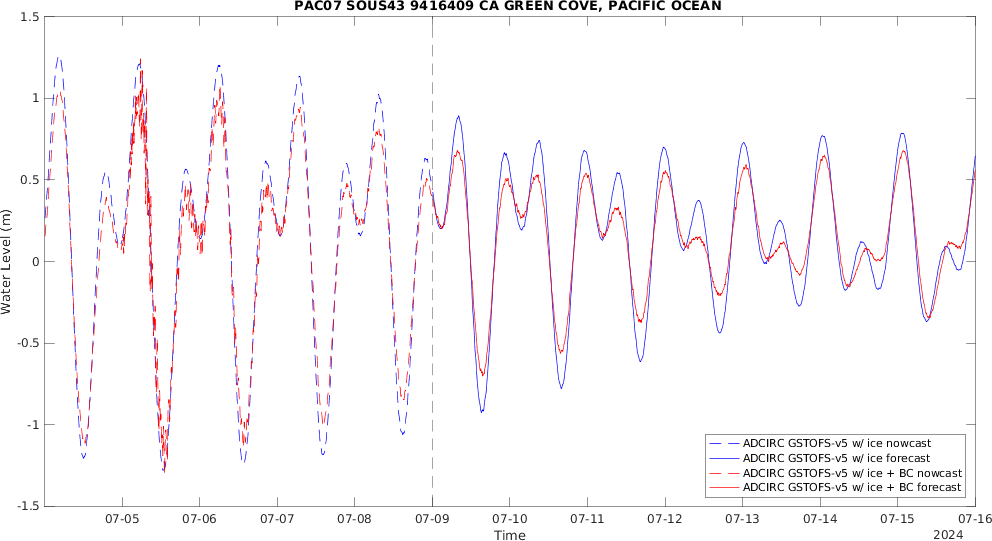 PAC07 SOUS43 9416409 CA GREEN COVE, PACIFIC OCEAN
Water Level (m)
1.5
1
0.5
0
-0.5
-1
-1.5
07-05 07-06 07-07 07-08 07-09 07-10 07-11 07-12 07-13 07-14 07-15 07-16
Time
2024
ADCIRC GSTOFS-v5 w/ ice nowcast
ADCIRC GSTOFS-v5 w/ ice forecast
ADCIRC GSTOFS-v5 w/ ice + BC nowcast
ADCIRC GSTOFS-v5 w/ ice + BC forecast